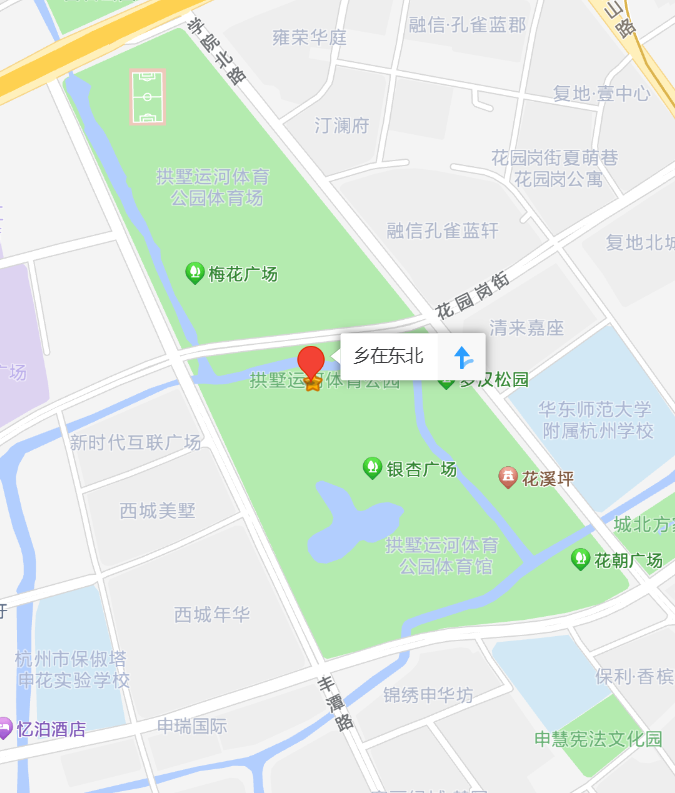 学院北路
雍荣华庭
融信·孔雀蓝郡
山路
复地·壹中心
汀澜府
花园岗街夏萌巷
花园岗公寓
拱墅运河体育
公园体育场
融信孔雀蓝轩
复地北城
梅花广场
花园岗街
清来嘉座
乡在东北
广场
拱墅运河体育公园
罗汉松园
华东师范大学
附属杭州学校
新时代互联广场
银杏广场
花溪坪
西城美墅
城北方
拱墅运河体育
公园体育馆
花朝广场
西城年华
杭州市保俶塔
申花实验学校
保利·香槟
丰潭路
锦绣申华坊
忆泊酒店
申瑞国际
申慧宪法文化园